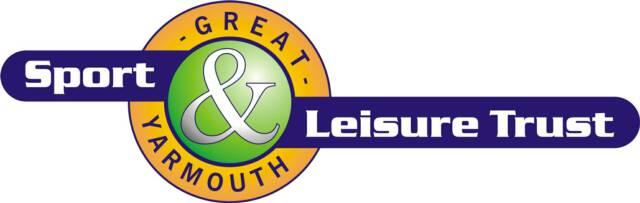 - GREAT -
Sport
&
Leisure Trust
YARMOUTH